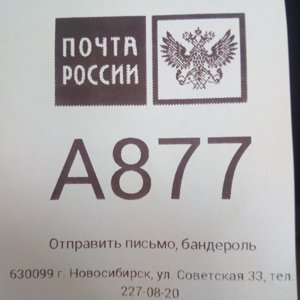 ПОЧТА
РОССИИ
А877
Отправить письмо, бандероль
630099 г. Новосибирск, ул. Советская 33, тел.
227-08-20